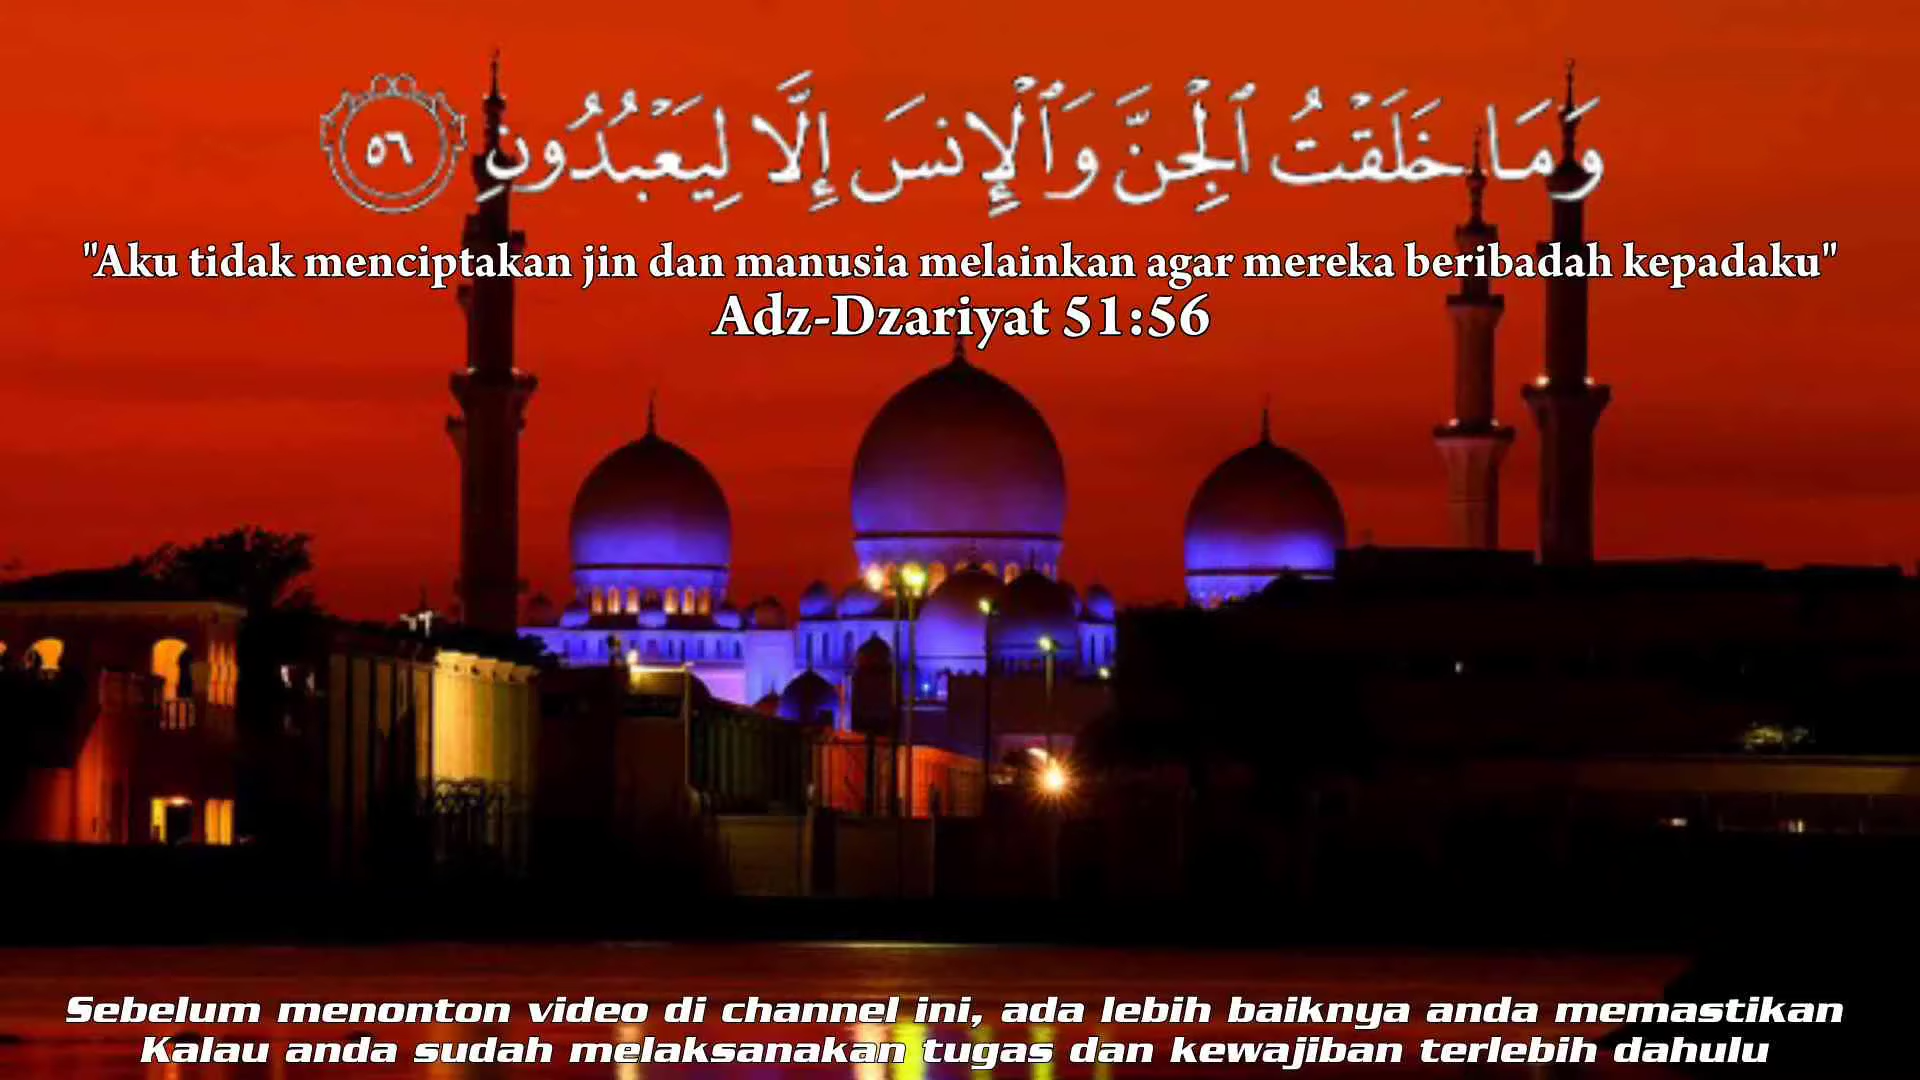 وَمَا خَلَقْتُ ٱلْجِنَّ وَٱلْإِنسَ إِلَّا لِيَعْبُدُونِ ٥٦
"Aku tidak menciptakan jin dan manusia melainkan agar mereka beribadah kepadaku"
Adz-Dzariyat 51:56
Sebelum menonton video di channel ini, ada lebih baiknya anda memastikan
Kalau anda sudah melaksanakan tugas dan kewajiban terlebih dahulu